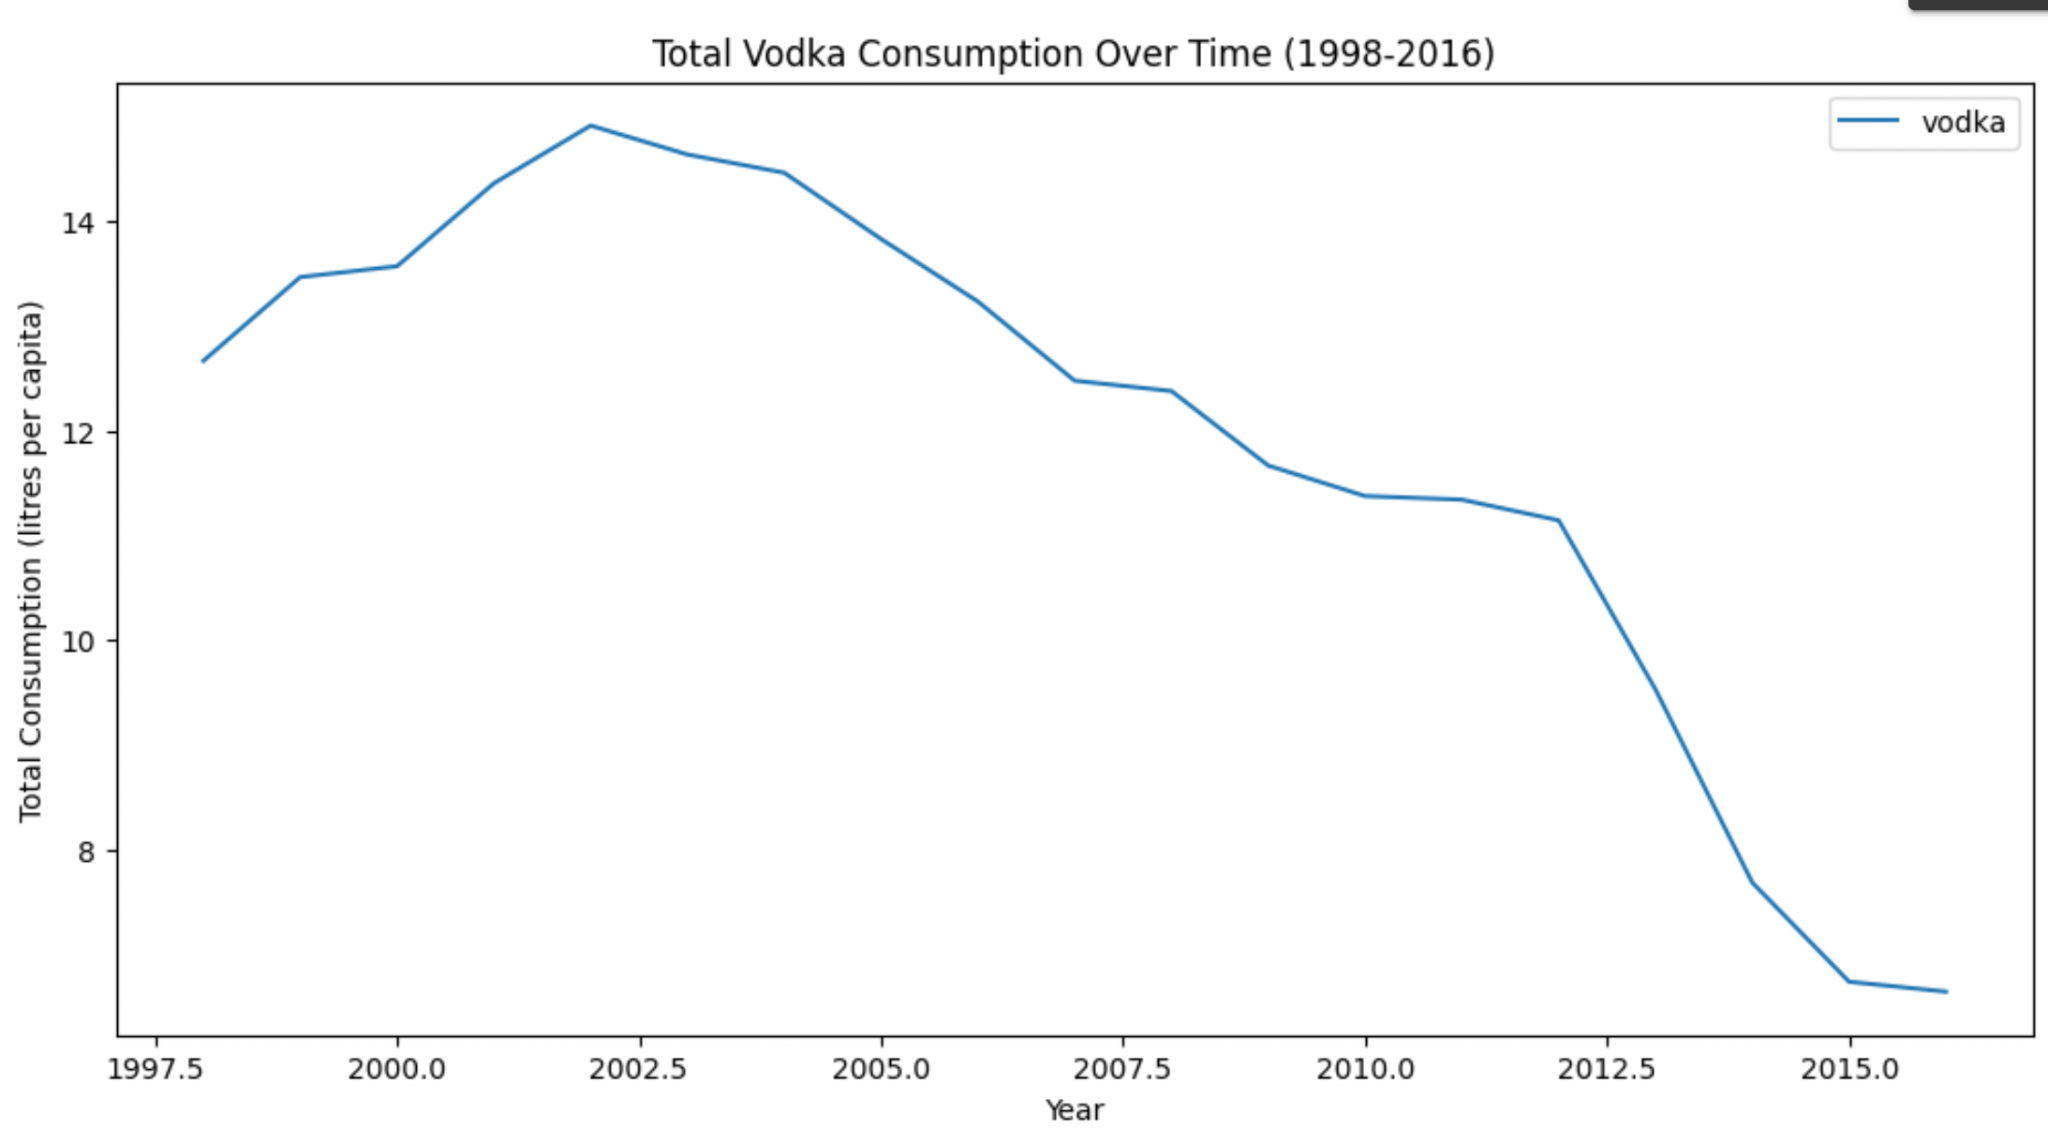 Total Vodka Consumption Over Time (1998-2016)
vodka
14
12
10
8
Total Consumption (litres per capita)
1997.5 2000.0 2002.5 2005.0 2007.5 2010.0 2012.5 2015.0
Year